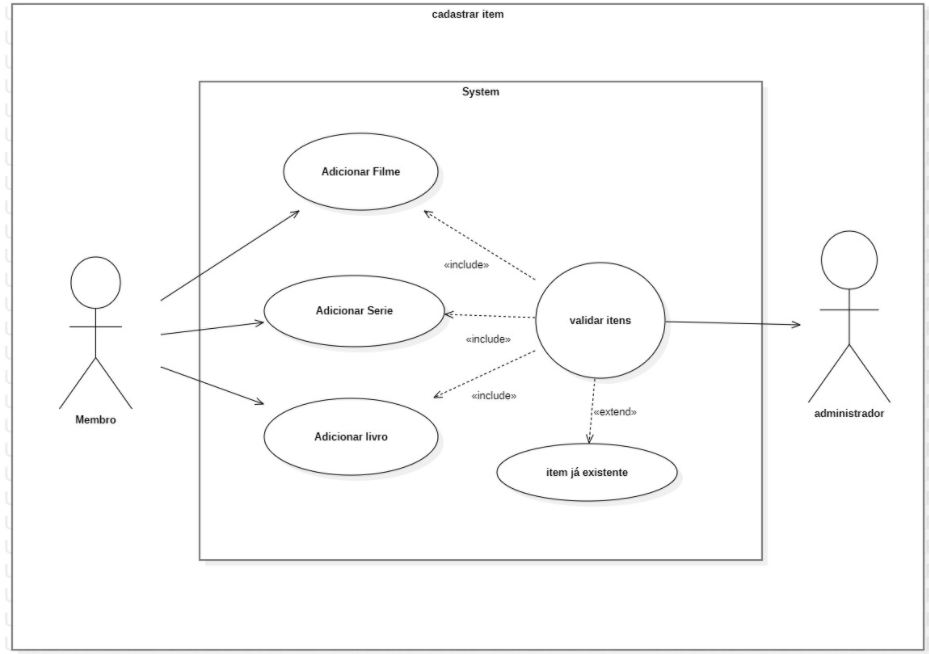 cadastrar item
System
Adicionar Filme
«include»
Adicionar Serie
validar itens
«include»
«include»
«extend»
Membro
administrador
Adicionar livro
item já existente